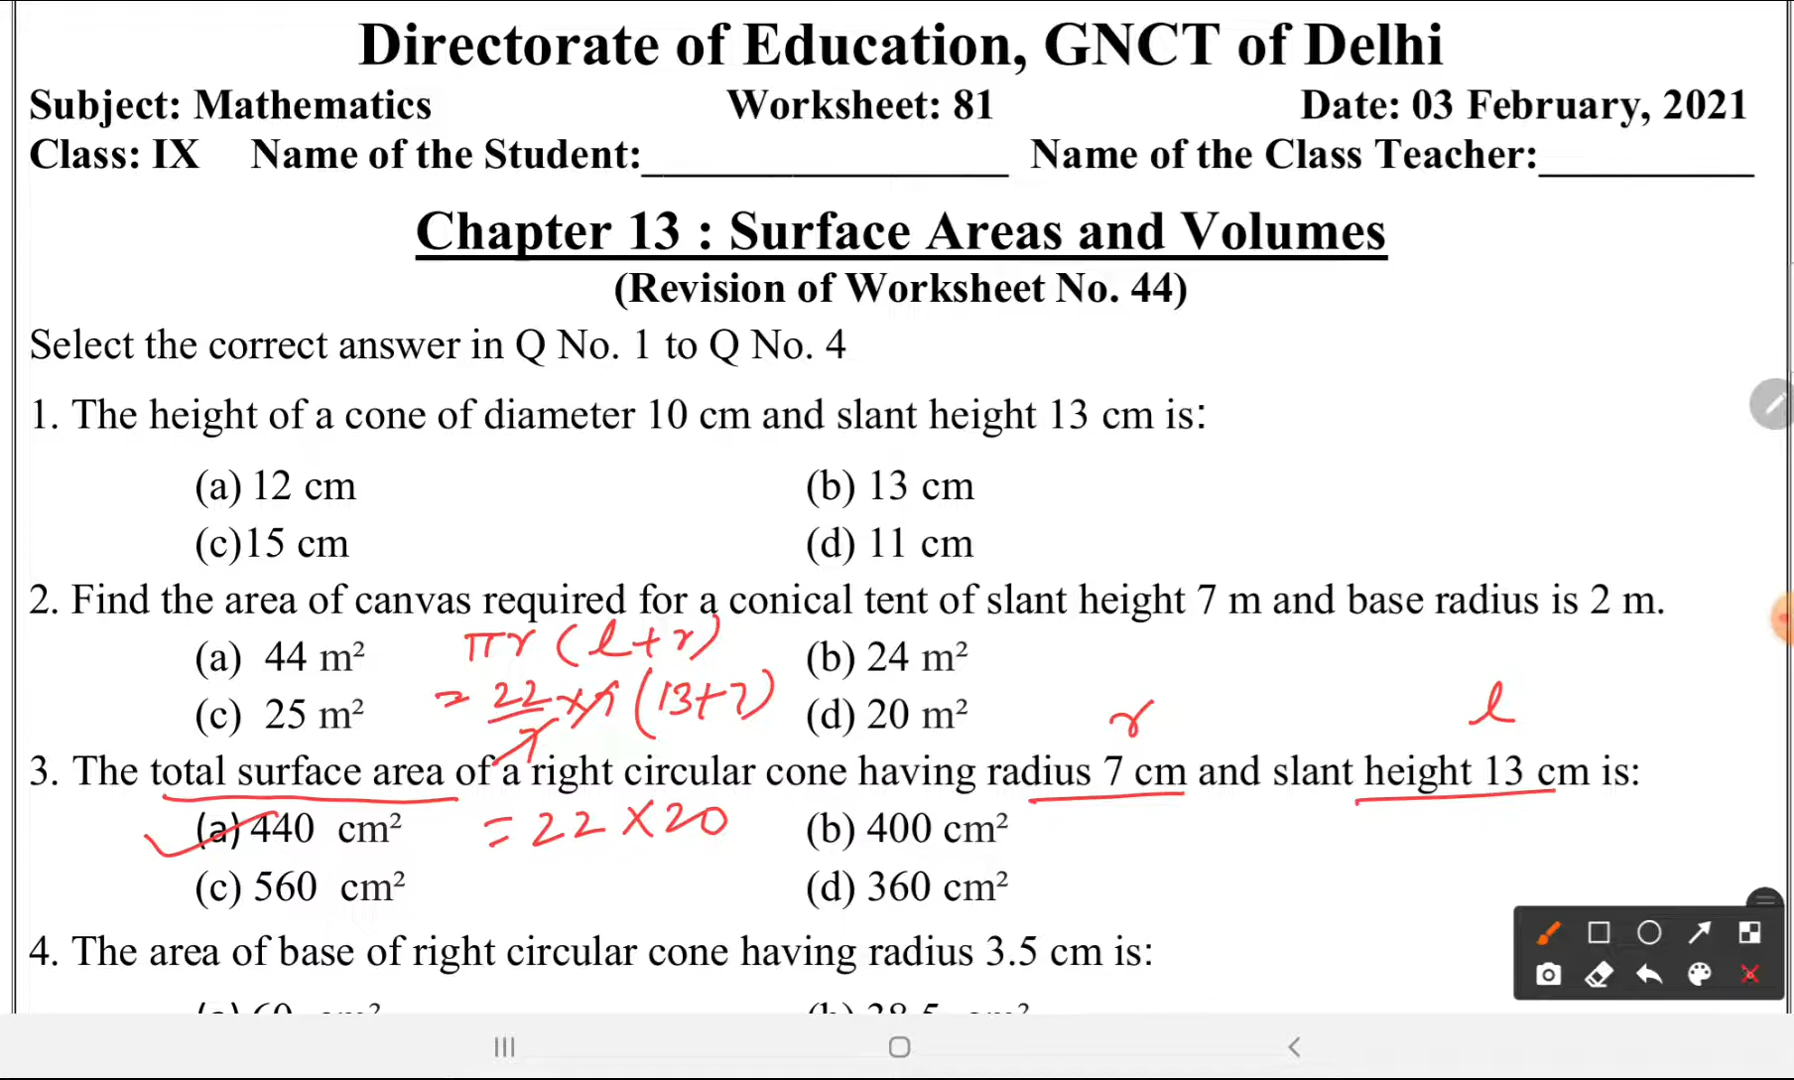 Directorate of Education, GNCT of Delhi
Subject: Mathematics Worksheet: 81 Date: 03 February, 2021
Class: IX Name of the Student:_________________ Name of the Class Teacher:__________
Chapter 13 : Surface Areas and Volumes
(Revision of Worksheet No. 44)
Select the correct answer in Q No. 1 to Q No. 4
1. The height of a cone of diameter 10 cm and slant height 13 cm is:
(a) 12 cm (b) 13 cm
(c)15 cm (d) 11 cm
2. Find the area of canvas required for a conical tent of slant height 7 m and base radius is 2 m.
(a) 44 m² πr (l+r) (b) 24 m²
(c) 25 m² = 22/7 × 7 (13+7) (d) 20 m² r l
3. The total surface area of a right circular cone having radius 7 cm and slant height 13 cm is:
(a) 440 cm² = 22 × 20 (b) 400 cm²
(c) 560 cm² (d) 360 cm²
4. The area of base of right circular cone having radius 3.5 cm is: